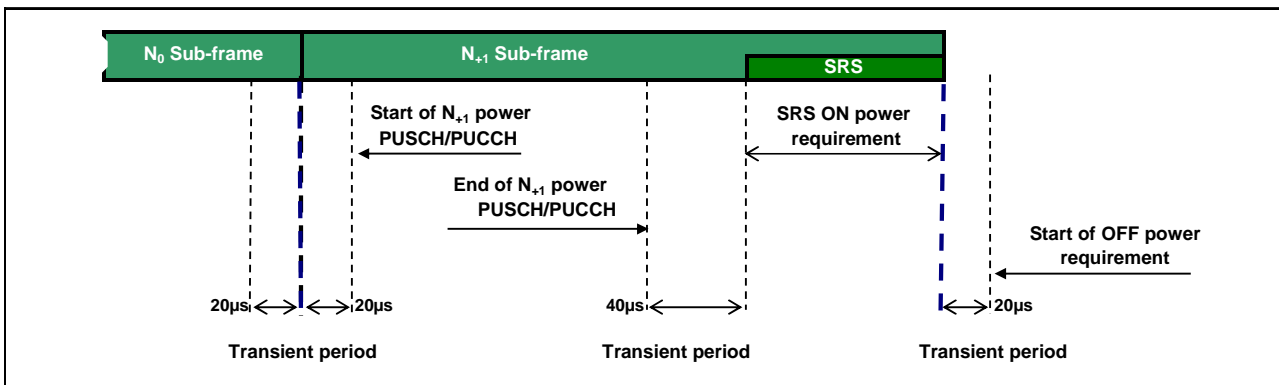 N₀ Sub-frame
N₊₁ Sub-frame
SRS
Start of N₊₁ power
PUSCH/PUCCH
SRS ON power
requirement
End of N₊₁ power
PUSCH/PUCCH
Start of OFF power
requirement
20µs
20µs
40µs
20µs
Transient period
Transient period
Transient period